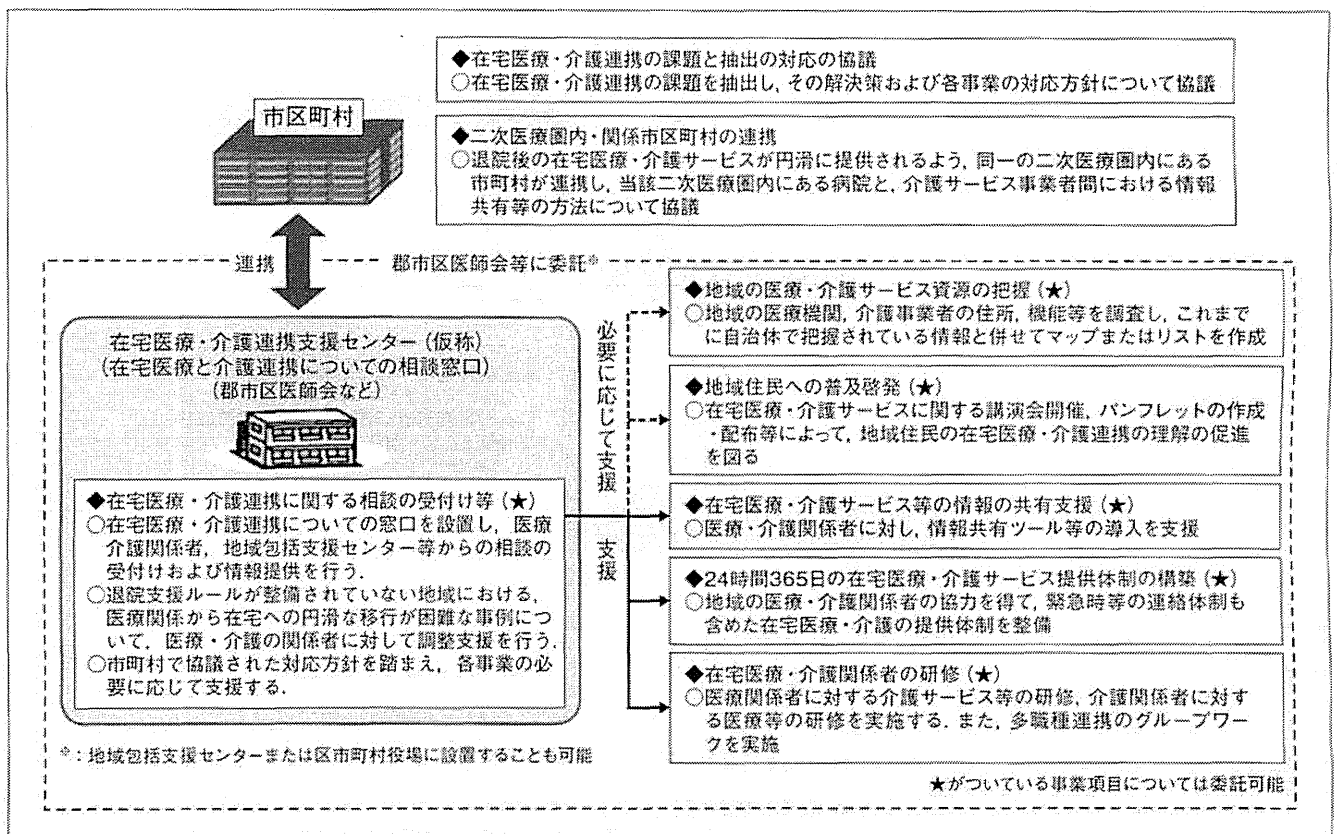 市区町村
◆在宅医療・介護連携の課題と抽出の対応の協議
○在宅医療・介護連携の課題を抽出し，その解決策および各事業の対応方針について協議
◆二次医療圏内・関係市区町村の連携
○退院後の在宅医療・介護サービスが円滑に提供されるよう，同一の二次医療圏内にある
市町村が連携し，当該二次医療圏内にある病院と，介護サービス事業者間における情報
共有等の方法について協議
連携
郡市区医師会等に委託※
在宅医療・介護連携支援センター（仮称）
（在宅医療と介護連携についての相談窓口）
（郡市区医師会など）
◆在宅医療・介護連携に関する相談の受付け等（★）
○在宅医療・介護連携についての窓口を設置し，医療
介護関係者，地域包括支援センター等からの相談の
受付けおよび情報提供を行う．
○退院支援ルールが整備されていない地域における，
医療関係から在宅への円滑な移行が困難な事例につ
いて，医療・介護の関係者に対して調整支援を行う．
○市町村で協議された対応方針を踏まえ，各事業の必
要に応じて支援する．
※：地域包括支援センターまたは区市町村役場に設置することも可能
必要に応じて支援
支援
◆地域の医療・介護サービス資源の把握（★）
○地域の医療機関，介護事業者の住所，機能等を調査し，これまで
に自治体で把握されている情報と併せてマップまたはリストを作成
◆地域住民への普及啓発（★）
○在宅医療・介護サービスに関する講演会開催，パンフレットの作成
・配布等によって，地域住民の在宅医療・介護連携の理解の促進
を図る
◆在宅医療・介護サービス等の情報の共有支援（★）
○医療・介護関係者に対し，情報共有ツール等の導入を支援
◆24時間365日の在宅医療・介護サービス提供体制の構築（★）
○地域の医療・介護関係者の協力を得て，緊急時等の連絡体制も
含めた在宅医療・介護の提供体制を整備
◆在宅医療・介護関係者の研修（★）
○医療関係者に対する介護サービス等の研修，介護関係者に対す
る医療等の研修を実施する．また，多職種連携のグループワー
クを実施
★がついている事業項目については委託可能